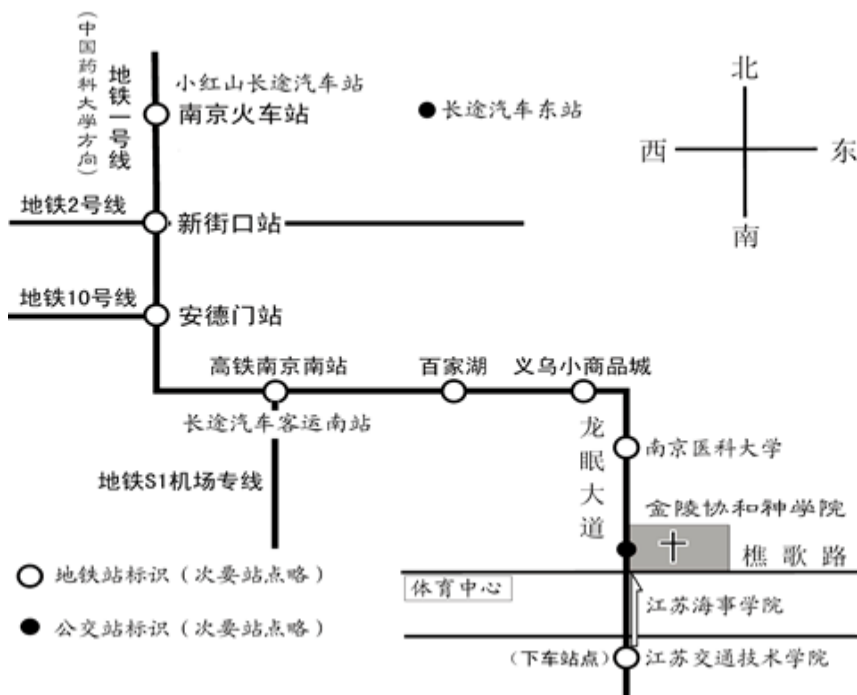 (中国药科大学方向)
地铁一号线
小红山长途汽车站
南京火车站
长途汽车东站
北
西
东
南
地铁2号线
新街口站
地铁10号线
安德门站
高铁南京南站
百家湖
义乌小商品城
长途汽车客运南站
龙眠大道
南京医科大学
地铁S1机场专线
金陵协和神学院
樵歌路
地铁站标识(次要站点略)
体育中心
江苏海事学院
公交站标识(次要站点略)
(下车站点)
江苏交通技术学院